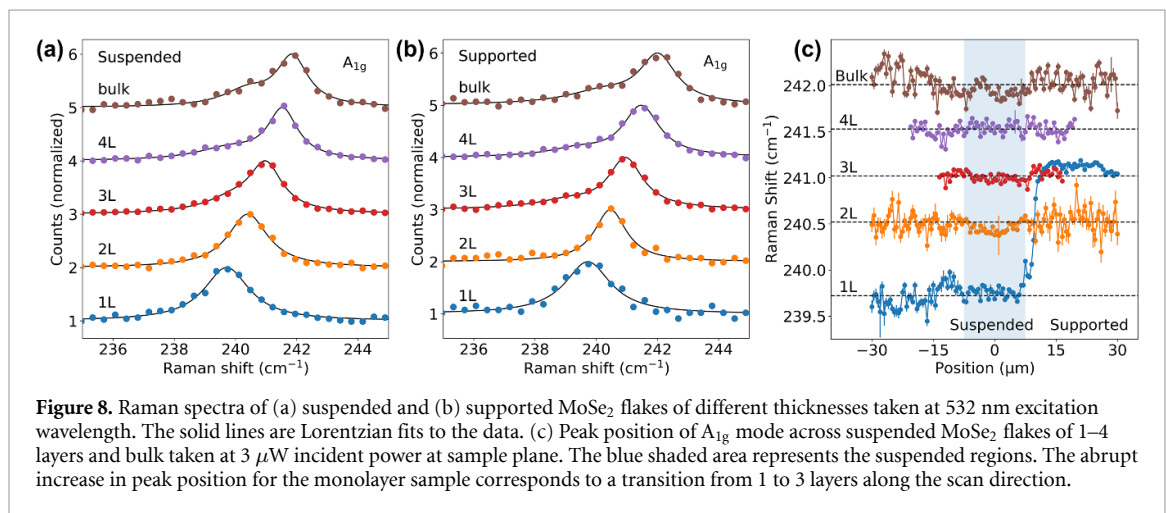 (a)
Suspended
A1g
bulk
4L
3L
2L
1L
6
5
4
3
2
1
Counts (normalized)
236 238 240 242 244
Raman shift (cm⁻¹)
(b)
Supported
A1g
bulk
4L
3L
2L
1L
6
5
4
3
2
1
236 238 240 242 244
Raman shift (cm⁻¹)
(c)
Bulk
4L
3L
2L
1L
242.0
241.5
241.0
240.5
240.0
239.5
Raman Shift (cm⁻¹)
Suspended Supported
−30 −15 0 15 30
Position (μm)
Figure 8. Raman spectra of (a) suspended and (b) supported MoSe₂ flakes of different thicknesses taken at 532 nm excitation
wavelength. The solid lines are Lorentzian fits to the data. (c) Peak position of A₁g mode across suspended MoSe₂ flakes of 1–4
layers and bulk taken at 3 μW incident power at sample plane. The blue shaded area represents the suspended regions. The abrupt
increase in peak position for the monolayer sample corresponds to a transition from 1 to 3 layers along the scan direction.